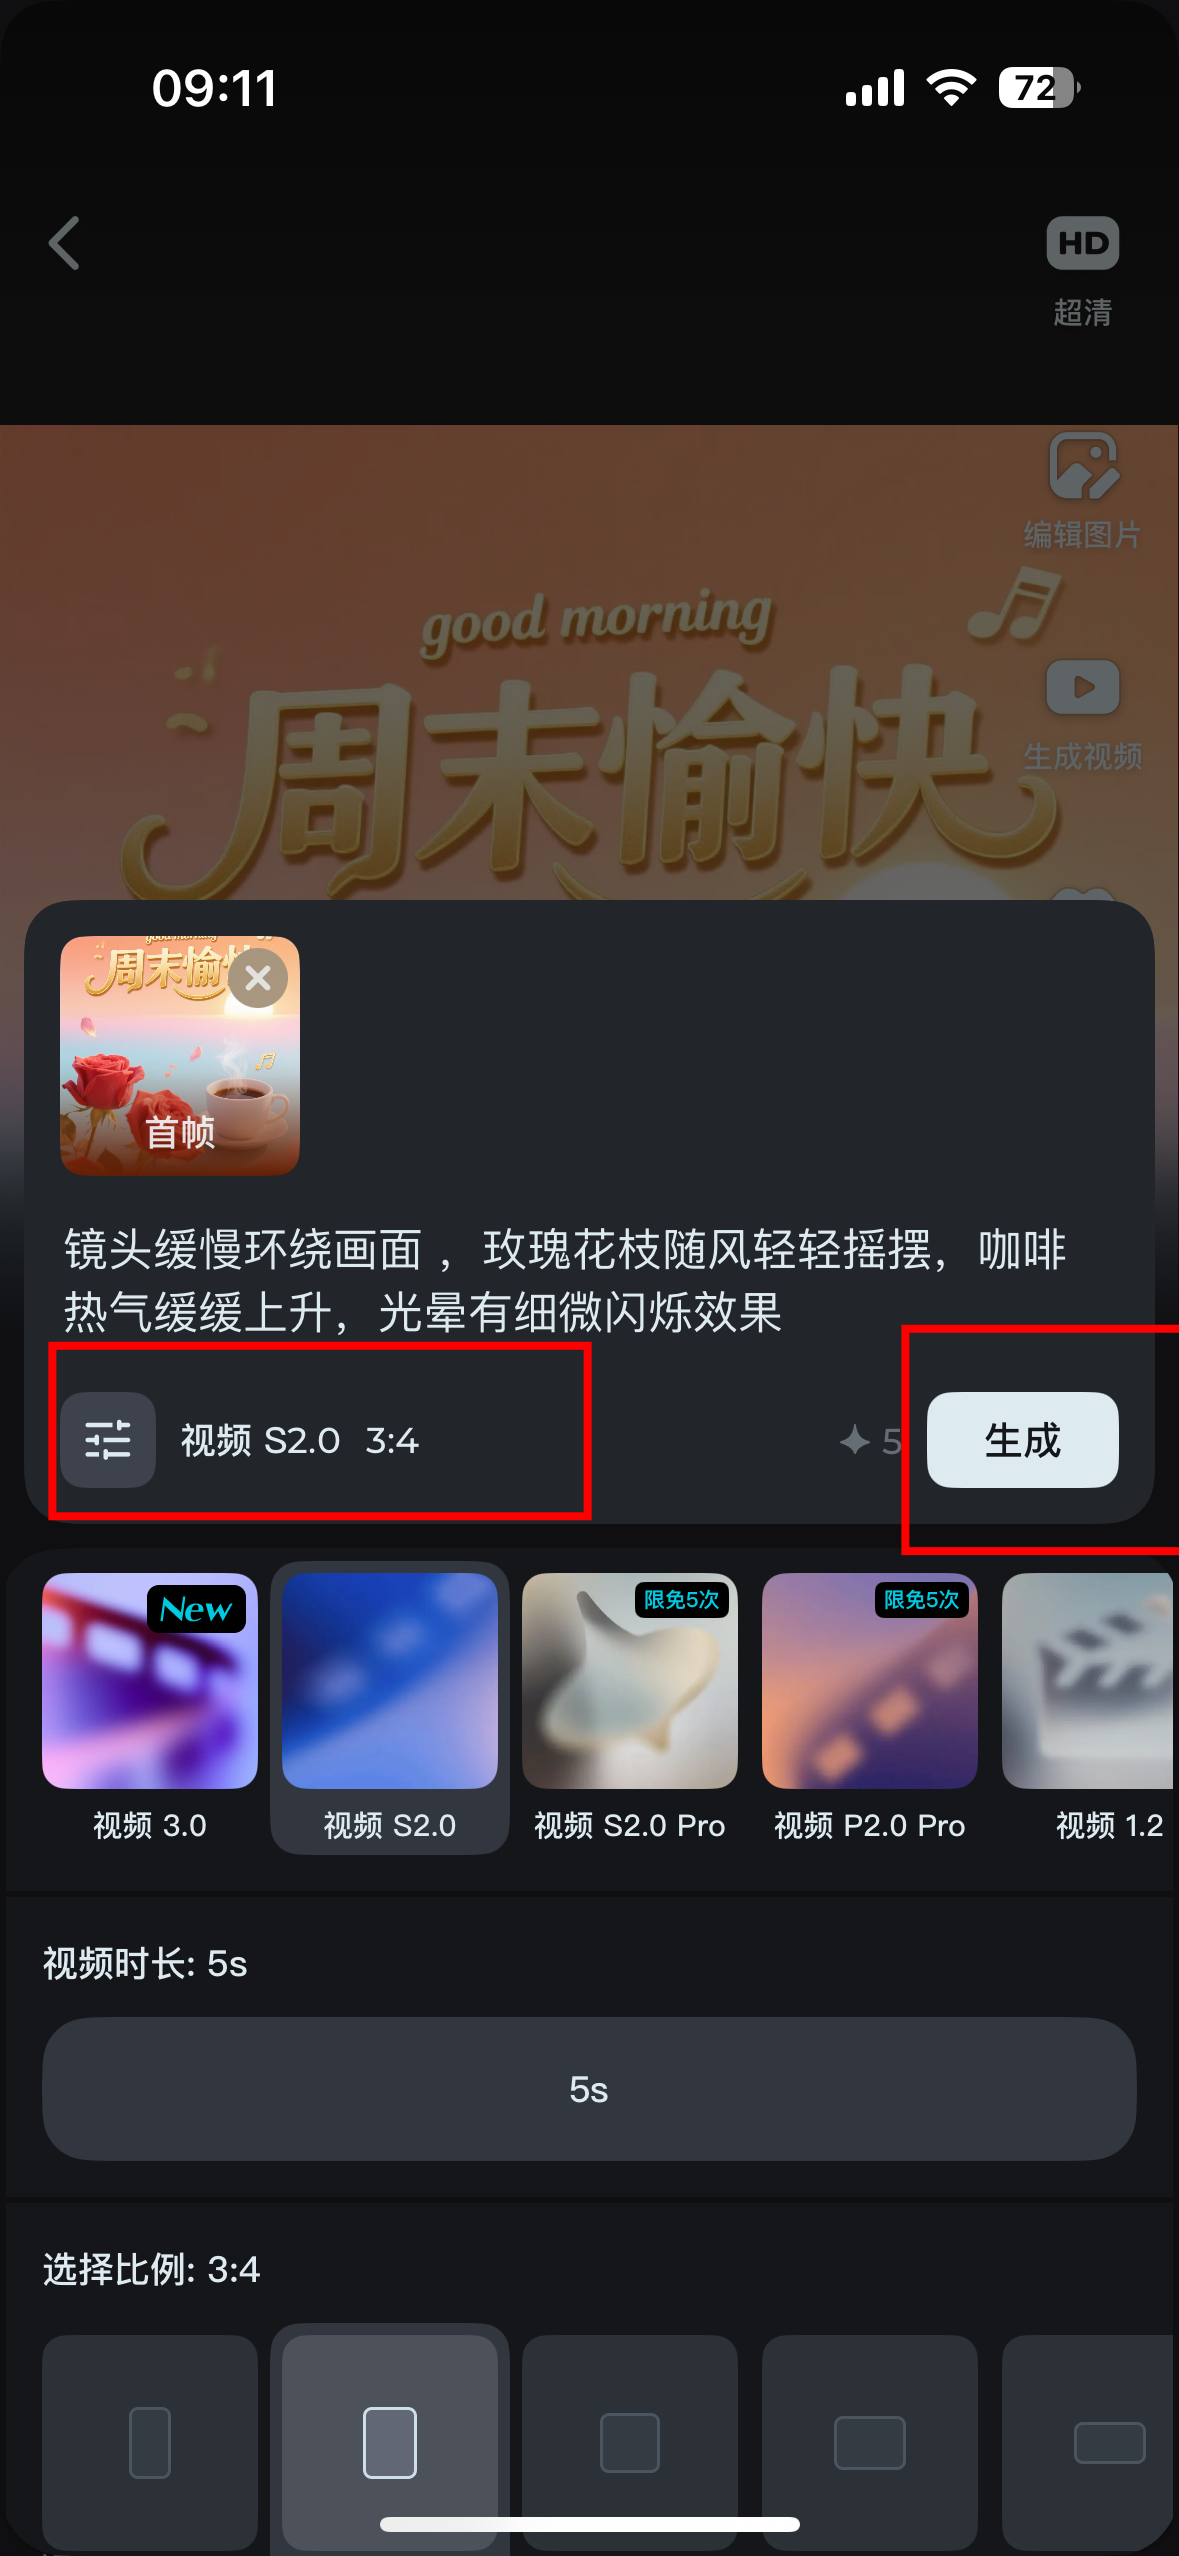 09:11
72
HD
超清
编辑图片
good morning
周末愉快
生成视频
good morning
周末愉快
首帧
镜头缓慢环绕画面 ，玫瑰花枝随风轻轻摇摆，咖啡
热气缓缓上升，光晕有细微闪烁效果
视频 S2.0 3:4
5
生成
New
限免5次
限免5次
视频 3.0
视频 S2.0
视频 S2.0 Pro
视频 P2.0 Pro
视频 1.2
视频时长: 5s
5s
选择比例: 3:4